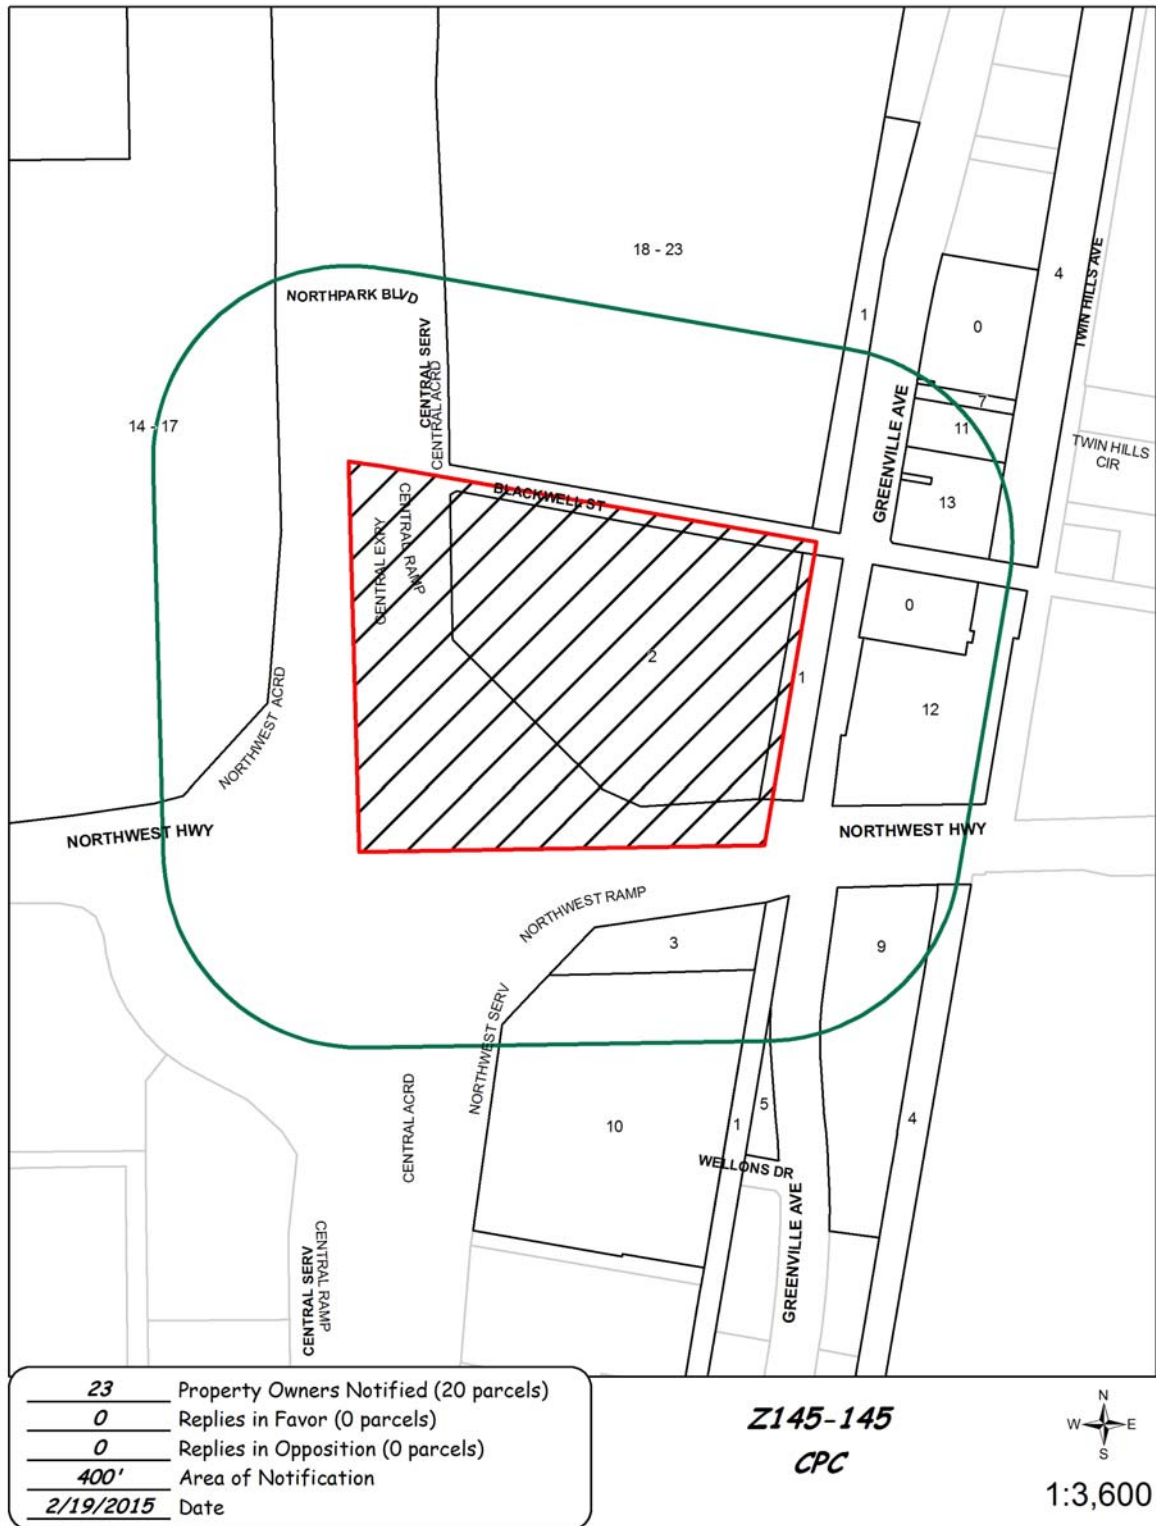 18 - 23
4
TWIN HILLS AVE
NORTHPARK BLVD
1
0
CENTRAL SERV
CENTRAL ACRD
7
14 - 17
GREENVILLE AVE
11
TWIN HILLS
CIR
BLACKWELL ST
13
CENTRAL EXPY
CENTRAL RAMP
0
2
1
12
NORTHWEST ACRD
NORTHWEST HWY
NORTHWEST HWY
NORTHWEST RAMP
3
9
NORTHWEST SERV
CENTRAL ACRD
10
1
5
4
WELLONS DR
GREENVILLE AVE
CENTRAL SERV
CENTRAL RAMP
23 Property Owners Notified (20 parcels)
0 Replies in Favor (0 parcels)
0 Replies in Opposition (0 parcels)
400' Area of Notification
2/19/2015 Date
Z145-145
CPC
N
W E
S
1:3,600